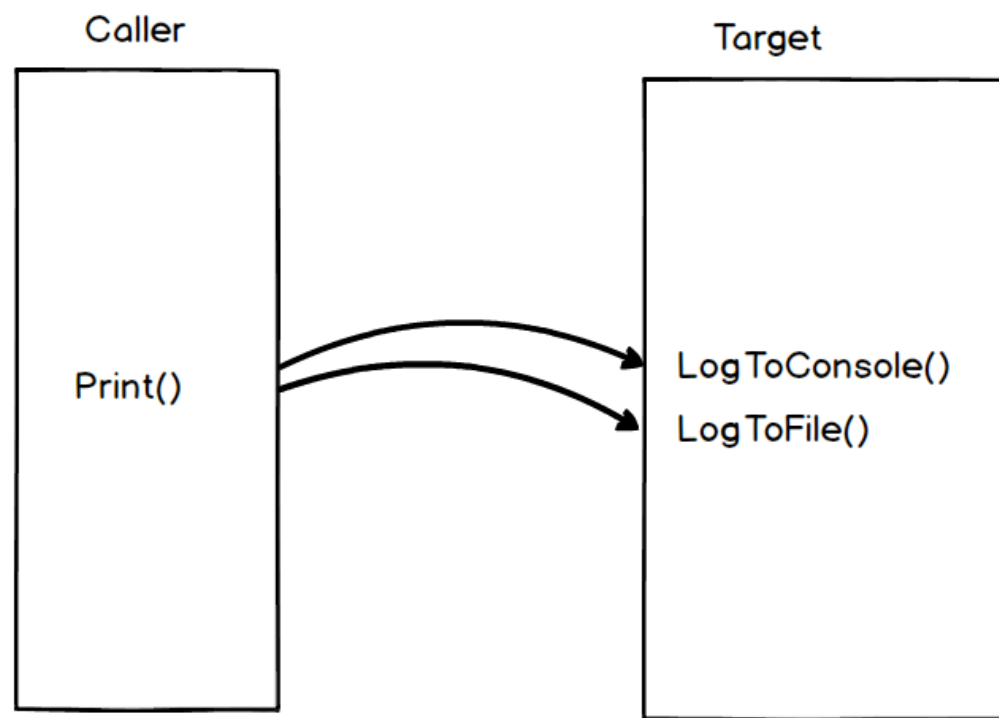 Caller
Target
Print()
LogToConsole()
LogToFile()